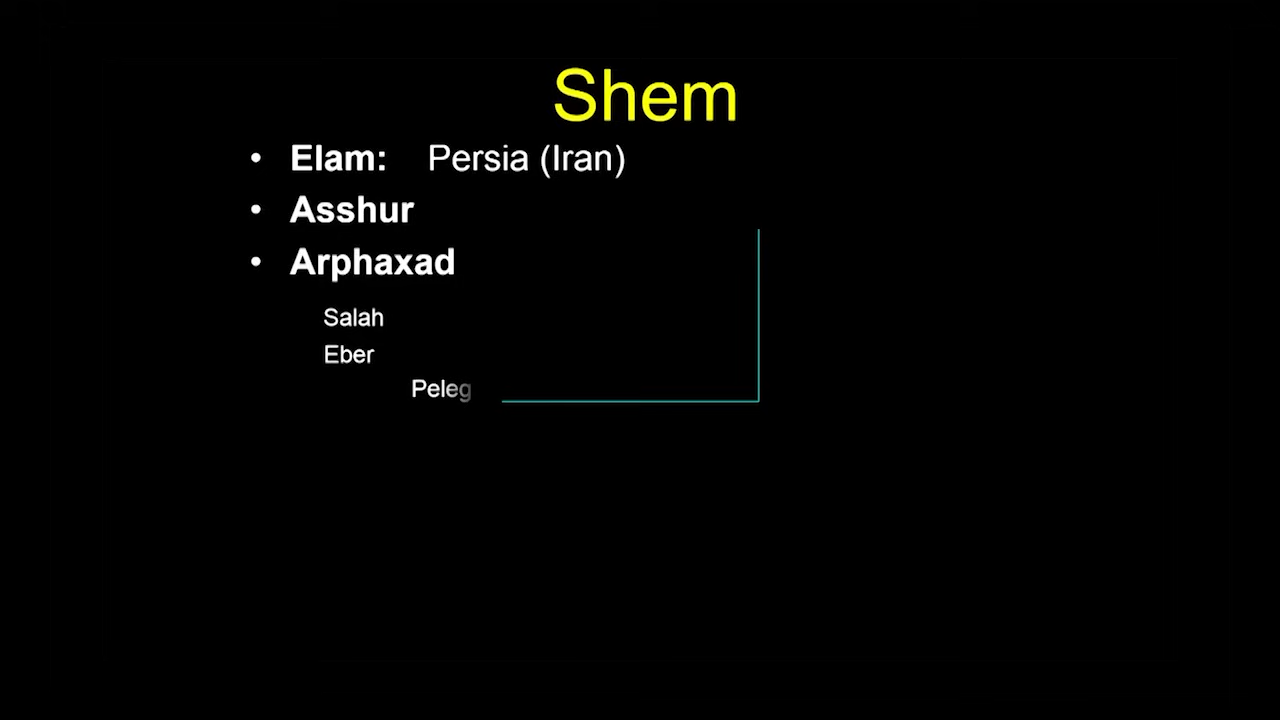 Shem
• Elam: Persia (Iran)
• Asshur
• Arphaxad
Salah
Eber
Peleg